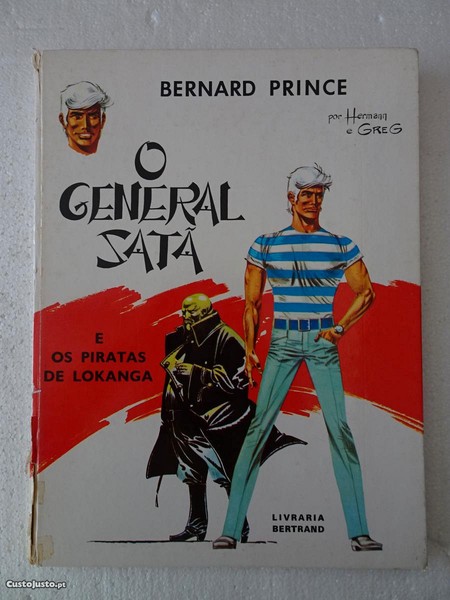 BERNARD PRINCE
por Hermann
e GREG
O
GENERAL
SATÃ
E
OS PIRATAS
DE LOKANGA
LIVRARIA
BERTRAND
CustoJusto.pt